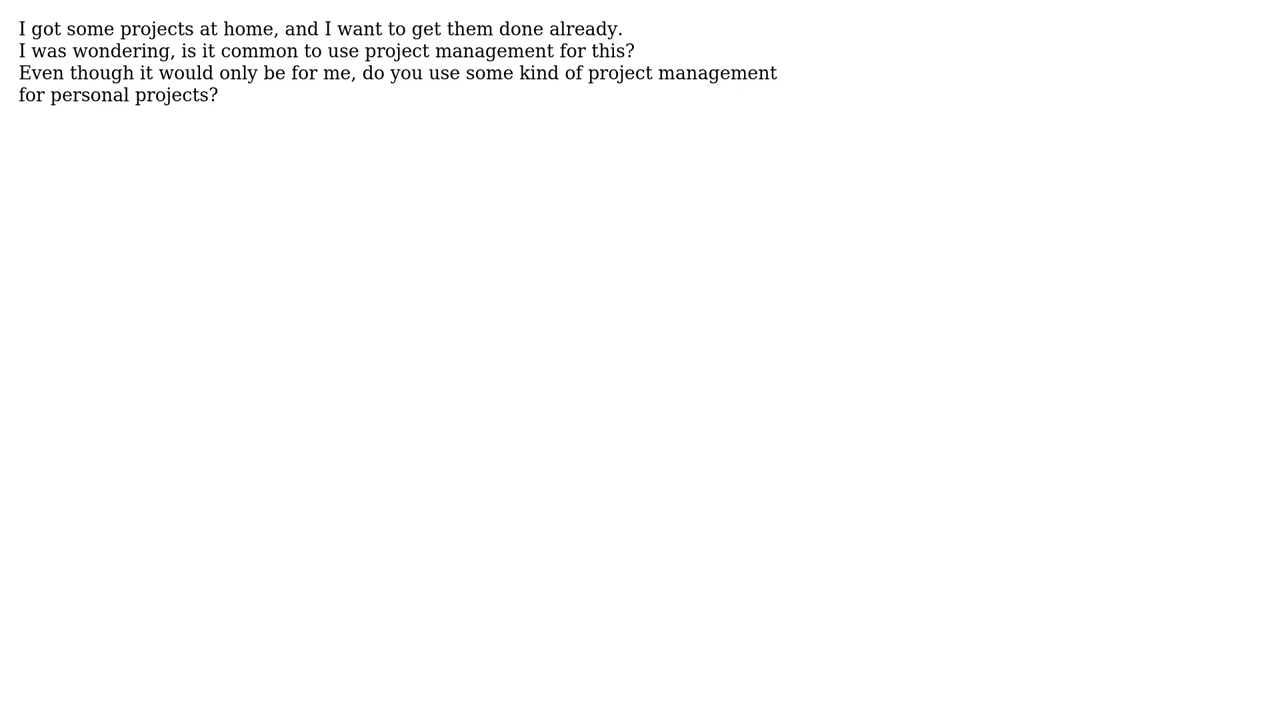 I got some projects at home, and I want to get them done already.
I was wondering, is it common to use project management for this?
Even though it would only be for me, do you use some kind of project management
for personal projects?